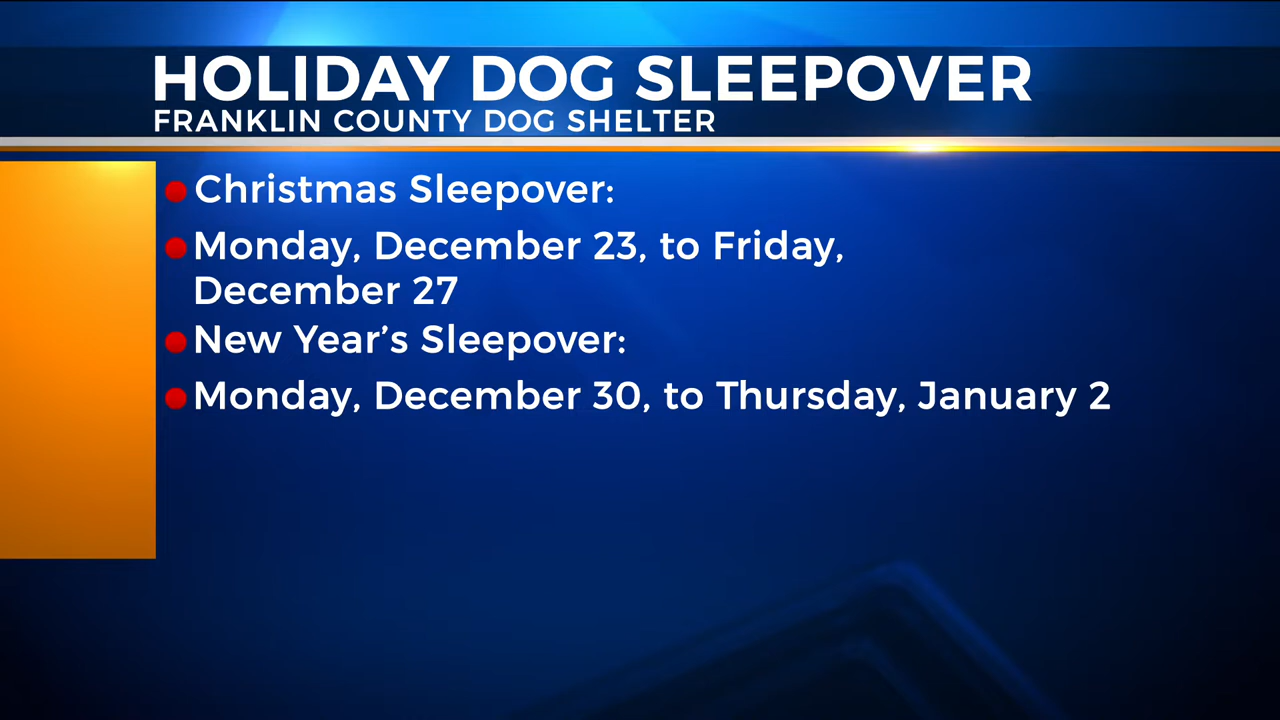 HOLIDAY DOG SLEEPOVER
FRANKLIN COUNTY DOG SHELTER
Christmas Sleepover:
Monday, December 23, to Friday,
December 27
New Year’s Sleepover:
Monday, December 30, to Thursday, January 2